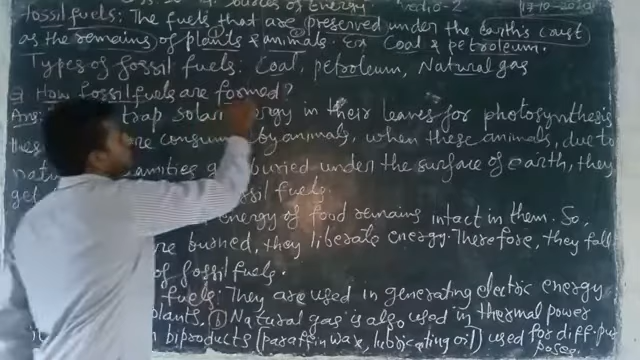 Sources of Energy
fossil fuels: The fuels that are preserved under the Earth's crust
as the remains of plants & animals. Ex Coal & petroleum.
Types of fossil fuels: Coal, petroleum, Natural gas
Q How fossil fuels are formed?
Ans: trap solar in their leaves for photosynthesis
by animals, when these animals, due to
buried under the surface of earth, they
get fossil fuels.
energy of food remains intact in them. So,
burned, they liberate energy. Therefore, they fall
of fossil fuels.
fuels: They are used in generating electric energy
plants. (b) Natural gas is also used in thermal power
biproducts (paraffin wax, lubricating oil) used for diff. pur
poses.